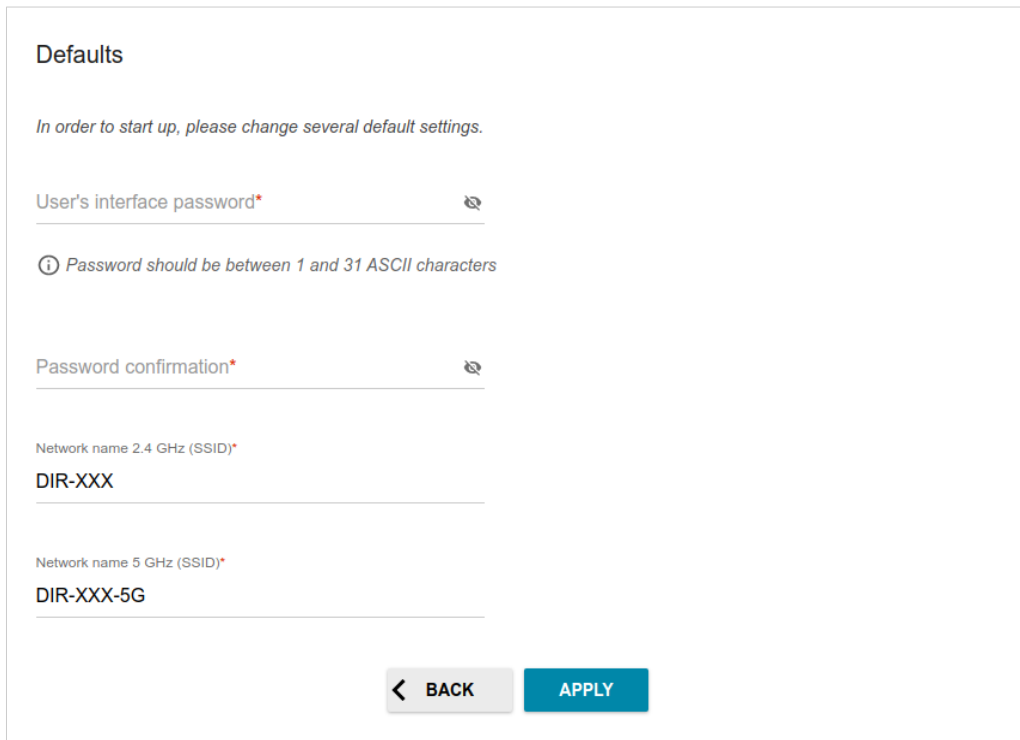 Defaults
In order to start up, please change several default settings.
User's interface password*
Password should be between 1 and 31 ASCII characters
Password confirmation*
Network name 2.4 GHz (SSID)*
DIR-XXX
Network name 5 GHz (SSID)*
DIR-XXX-5G
BACK APPLY